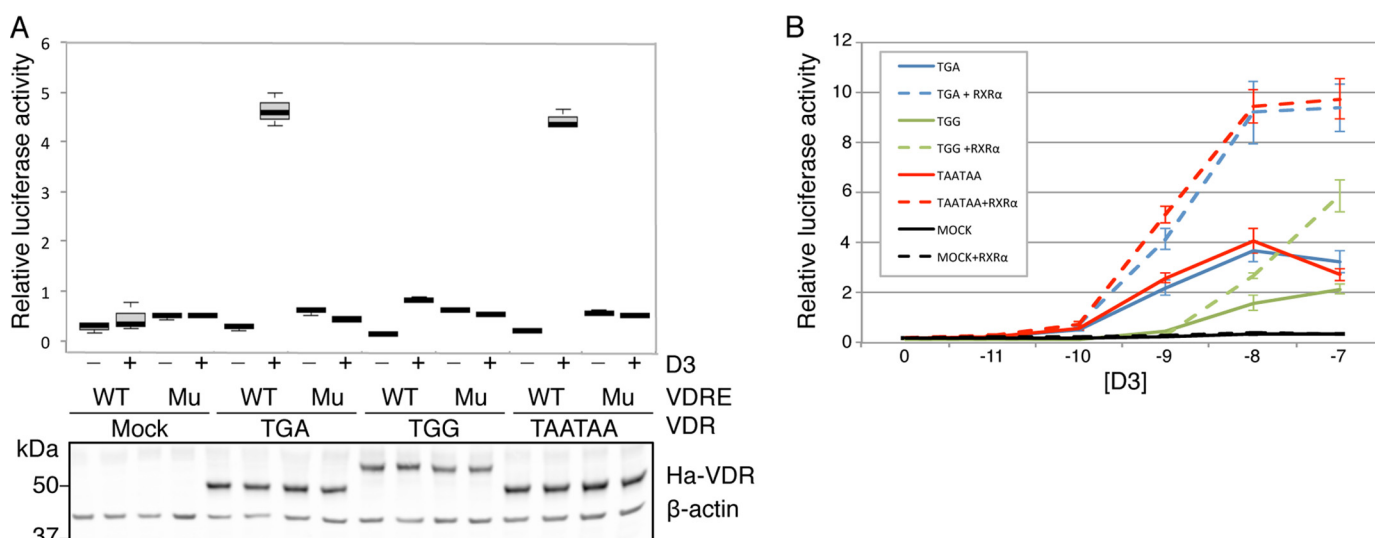 A
Relative luciferase activity
6
5
4
3
2
1
0
– + – + – + – + – + – + – + – + D3
WT Mu WT Mu WT Mu WT Mu VDRE
Mock TGA TGG TAATAA VDR
kDa
50
37
Ha-VDR
β-actin
B
Relative luciferase activity
12
10
8
6
4
2
0
TGA
TGA + RXRα
TGG
TGG +RXRα
TAATAA
TAATAA+RXRα
MOCK
MOCK+RXRα
0 -11 -10 -9 -8 -7
[D3]